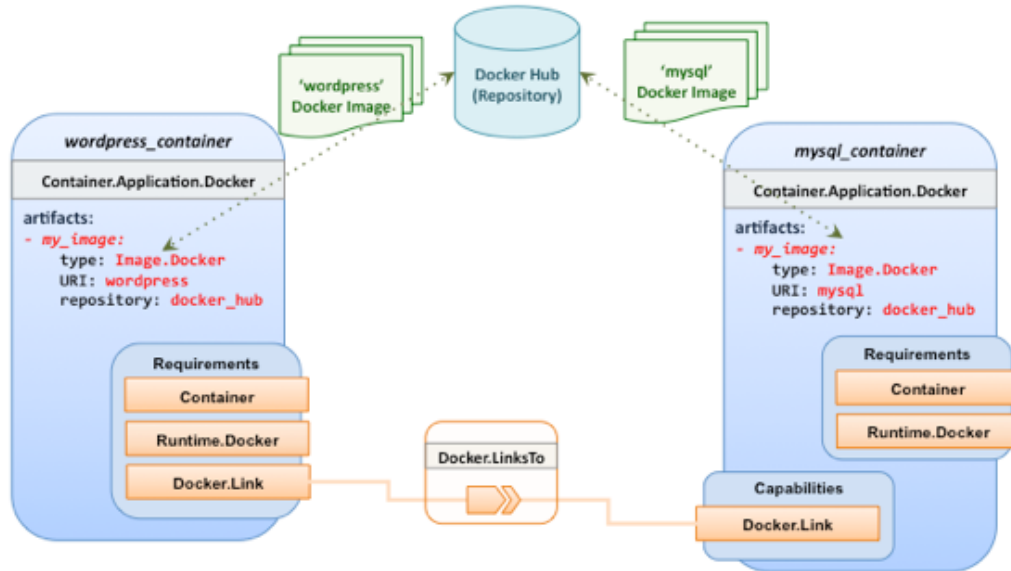 'wordpress'
Docker Image
Docker Hub
(Repository)
'mysql'
Docker Image
wordpress_container
Container.Application.Docker
artifacts:
- my_image:
type: Image.Docker
URI: wordpress
repository: docker_hub
Requirements
Container
Runtime.Docker
Docker.Link
Docker.LinksTo
mysql_container
Container.Application.Docker
artifacts:
- my_image:
type: Image.Docker
URI: mysql
repository: docker_hub
Requirements
Container
Runtime.Docker
Capabilities
Docker.Link